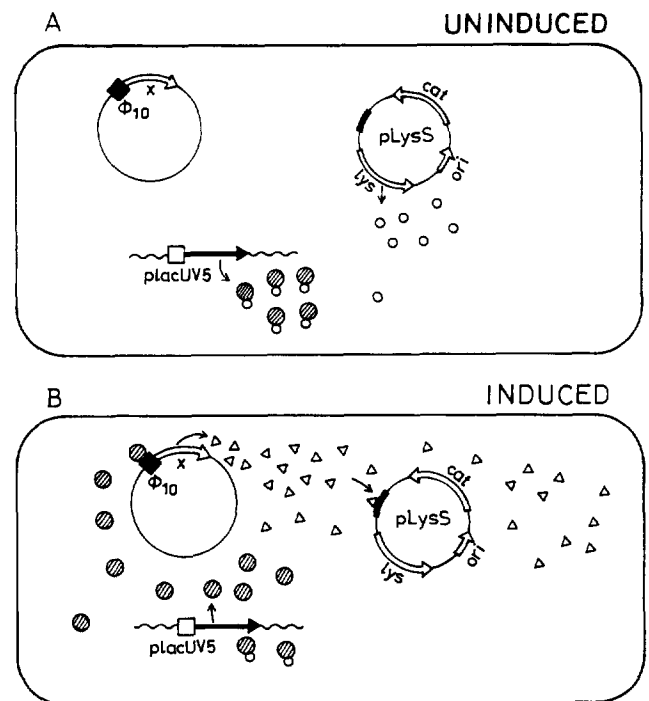 A
UNINDUCED
x
Φ10
cat
pLysS
lys
ori
placUV5
B
INDUCED
x
Φ10
cat
pLysS
lys
ori
placUV5